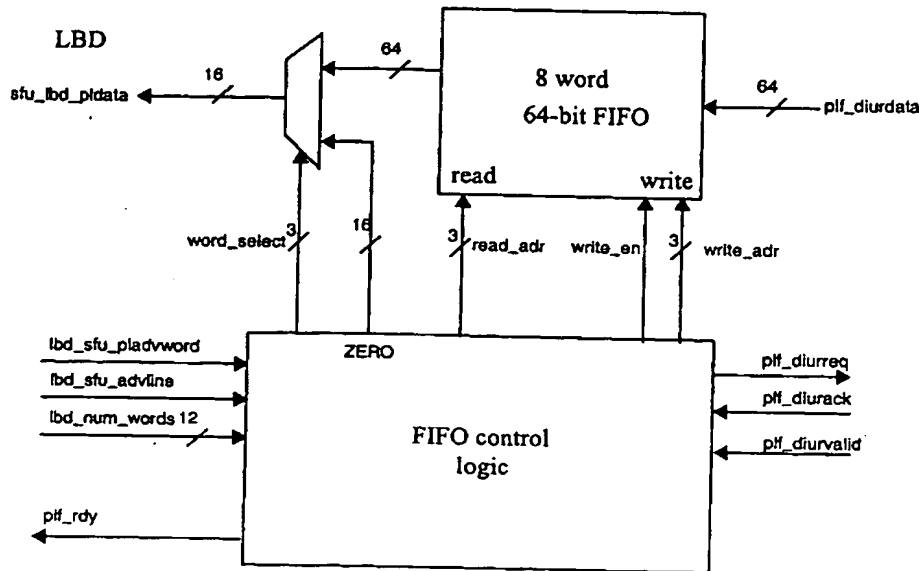 LBD
64
16
sfu_lbd_pldata
8 word
64-bit FIFO
64
plf_diurdata
read
write
word_select
3
16
3
read_adr
write_en
3
write_adr
ZERO
lbd_sfu_pladvword
lbd_sfu_advline
lbd_num_words 12
plf_rdy
FIFO control
logic
plf_diurreq
plf_diurack
plf_diurvalid